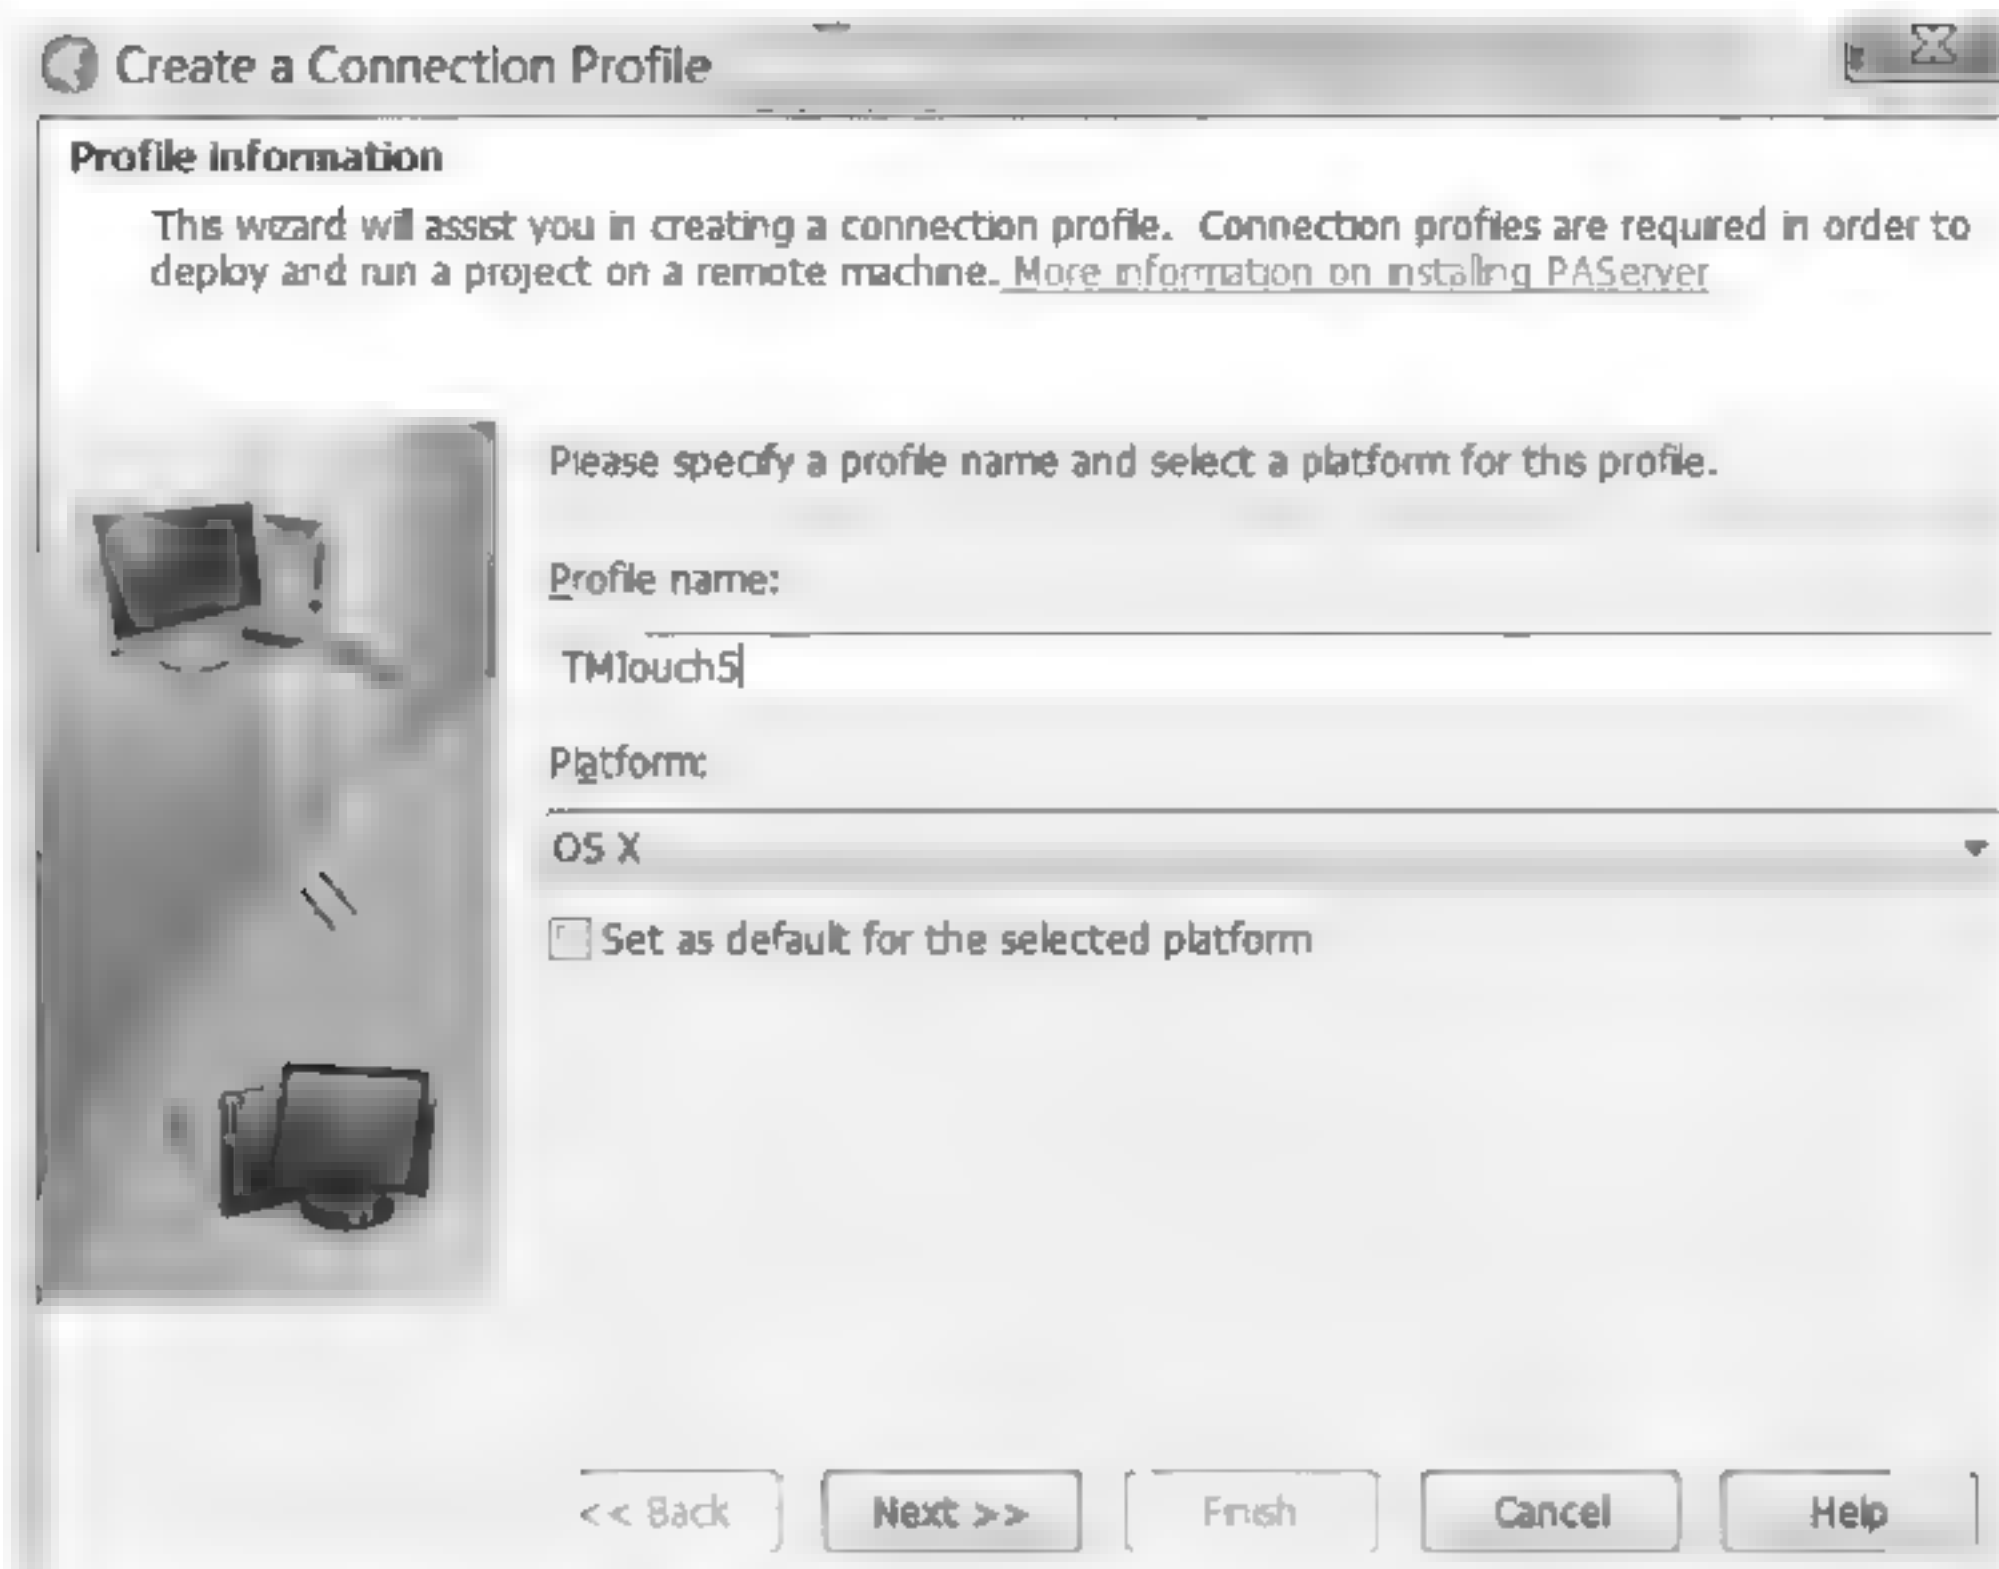 Create a Connection Profile
Profile Information
This wizard will assist you in creating a connection profile. Connection profiles are required in order to
deploy and run a project on a remote machine. More information on installing PAServer
Please specify a profile name and select a platform for this profile.
Profile name:
TMIouch5
Platform:
OS X
Set as default for the selected platform
<< Back
Next >>
Finish
Cancel
Help